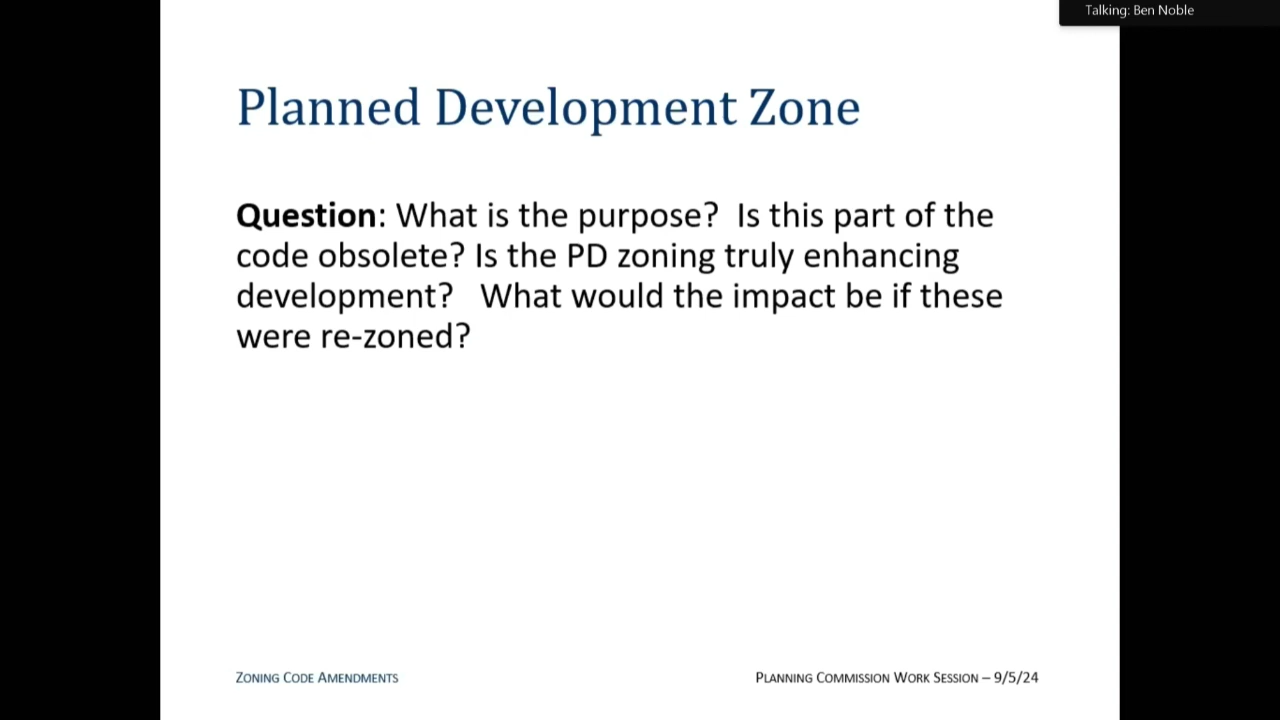 Talking: Ben Noble
Planned Development Zone
Question: What is the purpose?  Is this part of the
code obsolete? Is the PD zoning truly enhancing
development?   What would the impact be if these
were re-zoned?
Zoning Code Amendments
Planning Commission Work Session – 9/5/24